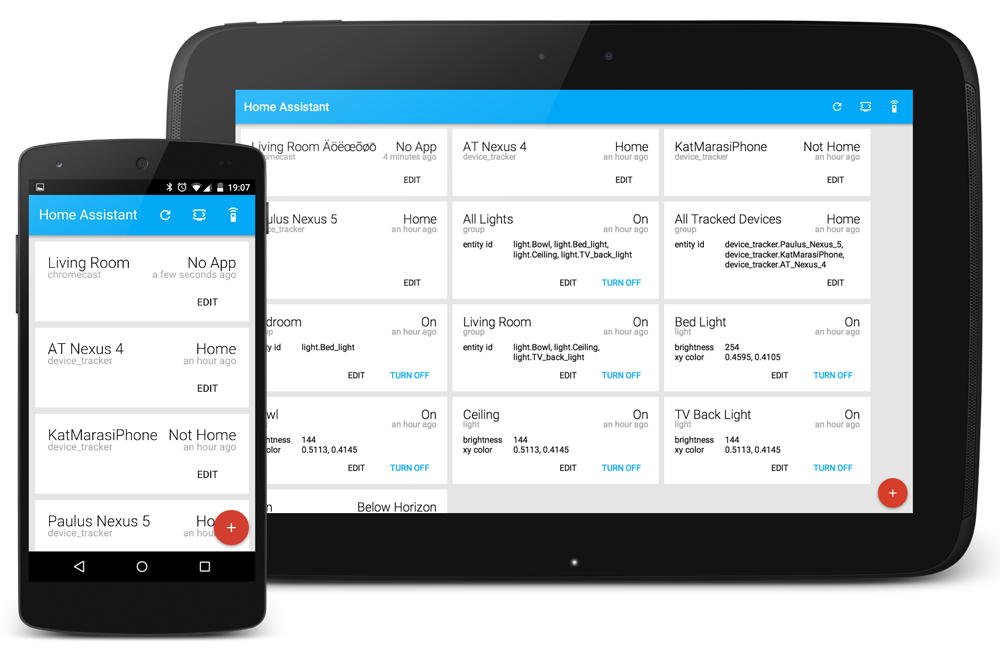 Home Assistant
Living Room Äöëœõøö No App
omecast 4 minutes ago
EDIT
AT Nexus 4 Home
device_tracker an hour ago
EDIT
KatMarasiPhone Not Home
device_tracker an hour ago
EDIT
ulus Nexus 5 Home
ce_tracker an hour ago
EDIT
All Lights On
group an hour ago
entity id light.Bowl, light.Bed_light,
light.Ceiling, light.TV_back_light
EDIT TURN OFF
All Tracked Devices Home
group an hour ago
entity id device_tracker.Paulus_Nexus_5,
device_tracker.KatMarasiPhone,
device_tracker.AT_Nexus_4
EDIT
droom On
up an hour ago
ty id light.Bed_light
EDIT TURN OFF
Living Room On
group an hour ago
entity id light.Bowl, light.Ceiling,
light.TV_back_light
EDIT TURN OFF
Bed Light On
light an hour ago
brightness 254
xy color 0.4595, 0.4105
EDIT TURN OFF
wl On
t an hour ago
htness 144
color 0.5113, 0.4145
EDIT TURN OFF
Ceiling On
light an hour ago
brightness 144
xy color 0.5113, 0.4145
EDIT TURN OFF
TV Back Light On
light an hour ago
brightness 144
xy color 0.5113, 0.4145
EDIT TURN OFF
n Below Horizon
+
19:07
Home Assistant
Living Room No App
chromecast a few seconds ago
EDIT
AT Nexus 4 Home
device_tracker an hour ago
EDIT
KatMarasiPhone Not Home
device_tracker an hour ago
EDIT
Paulus Nexus 5 Ho
device_tracker an hou
+